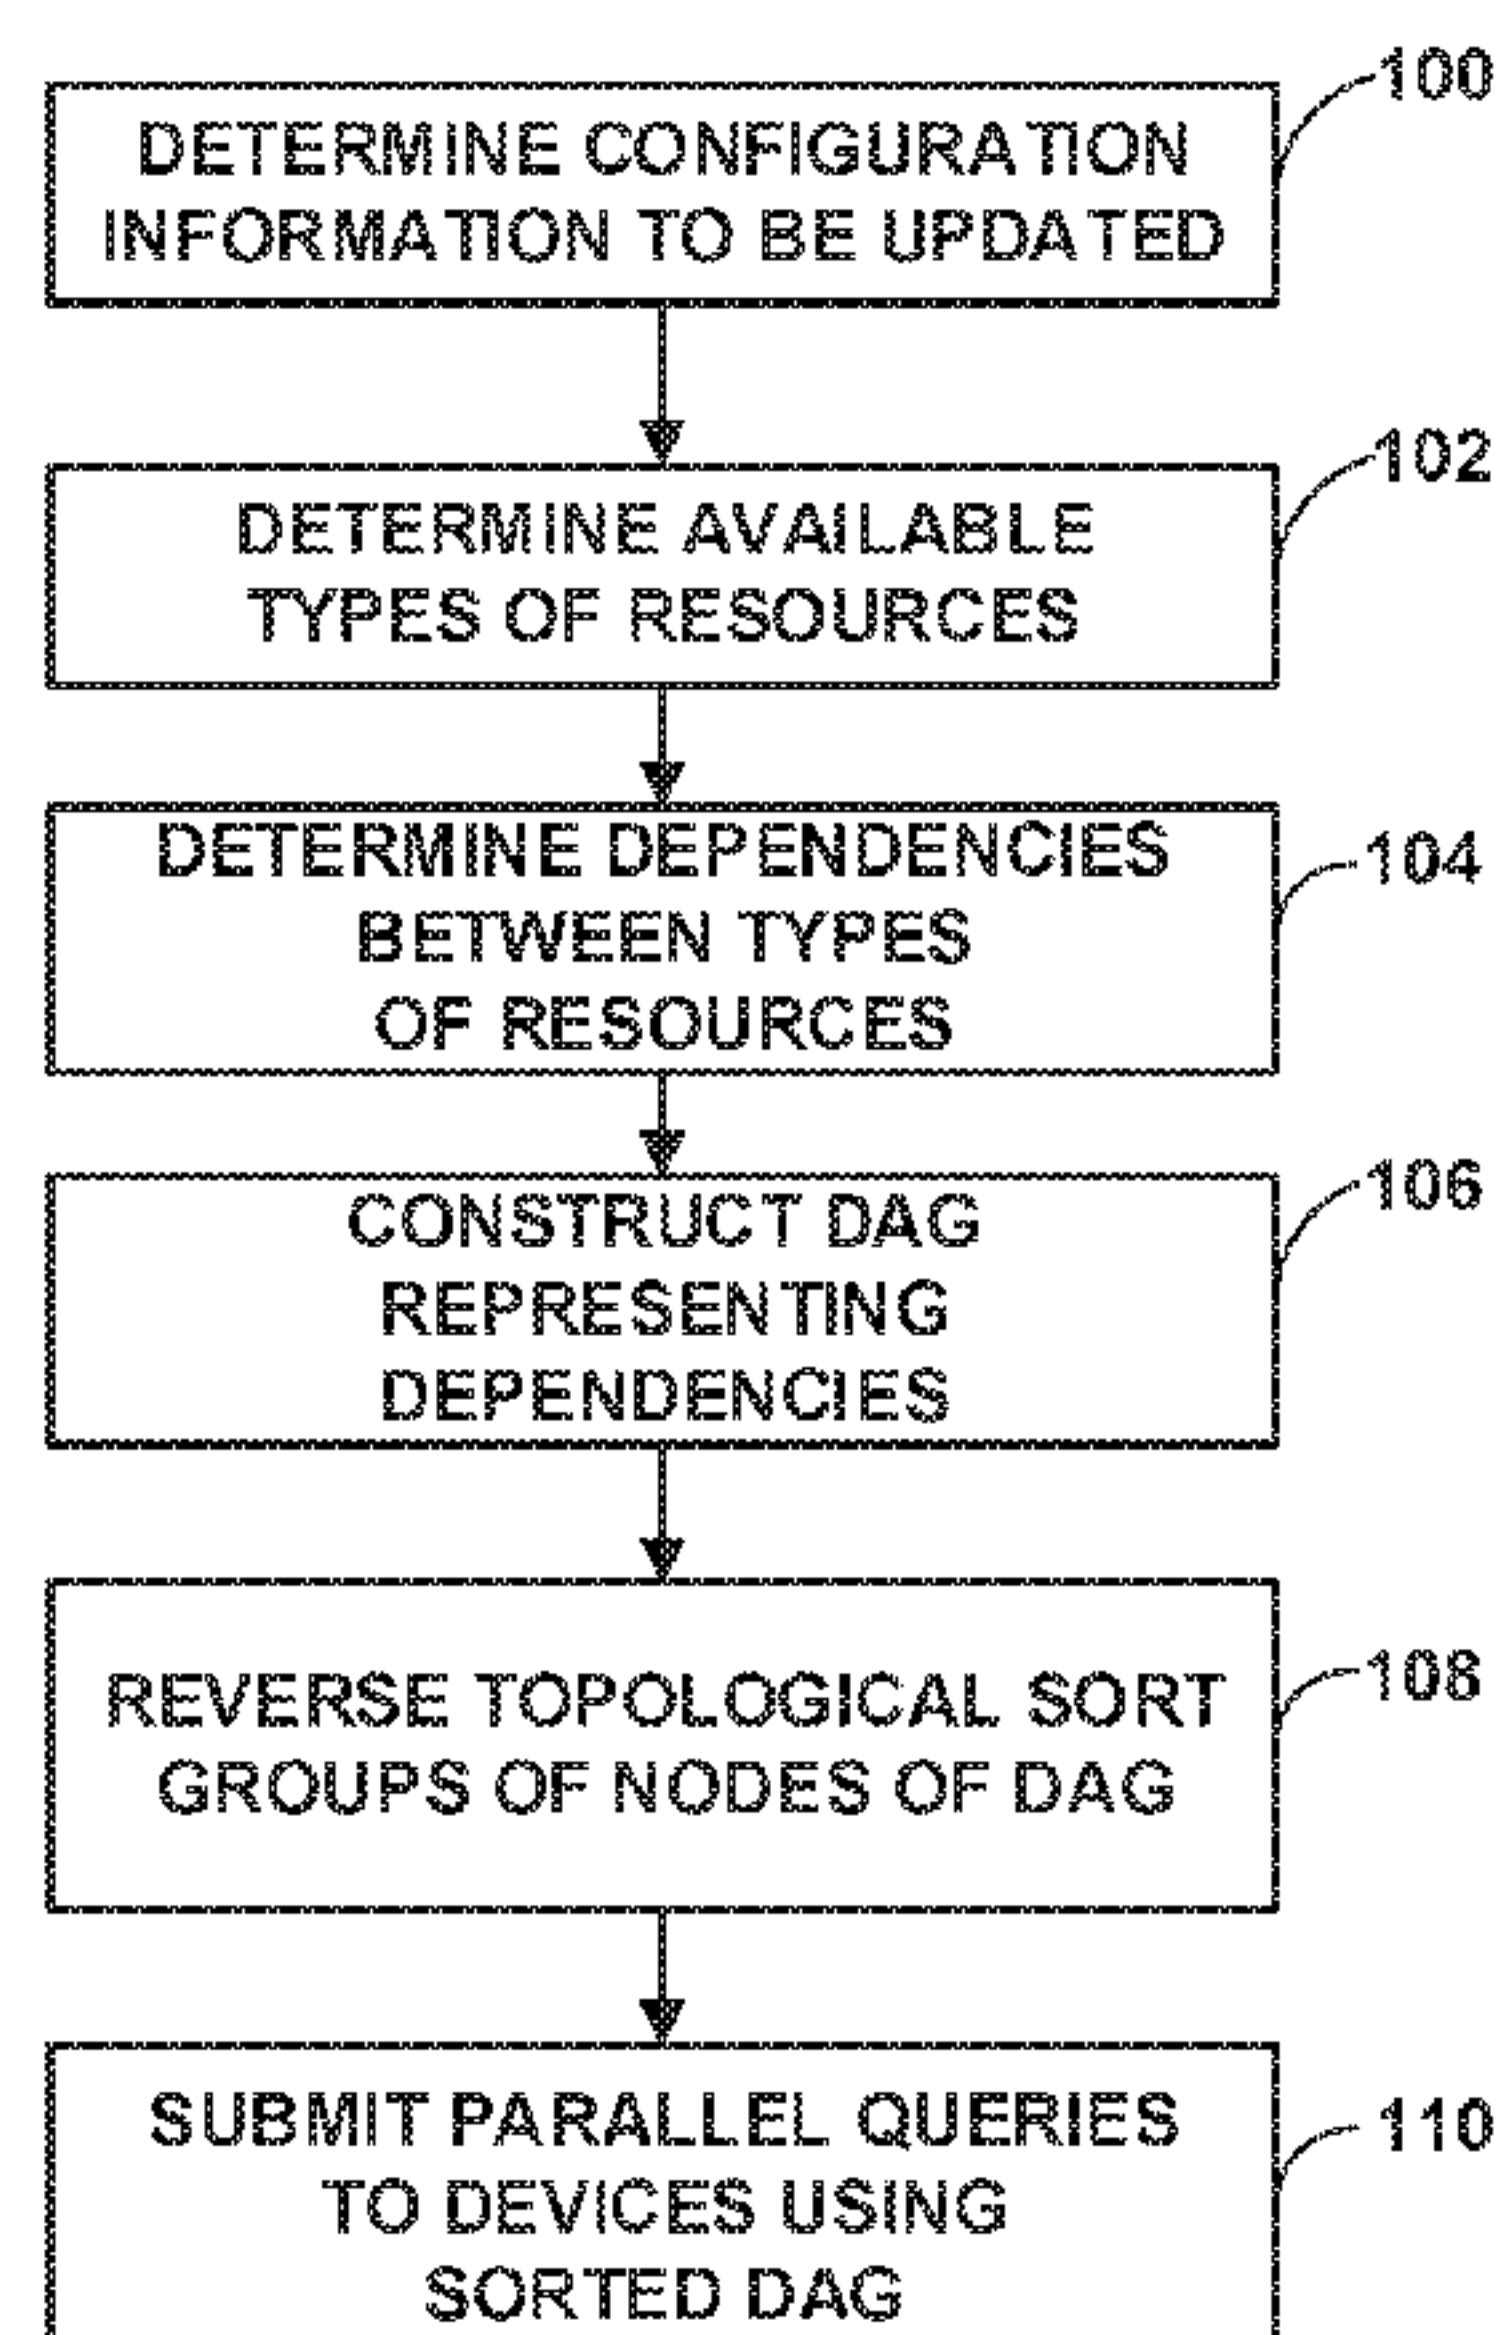 100
DETERMINE CONFIGURATION
INFORMATION TO BE UPDATED
102
DETERMINE AVAILABLE
TYPES OF RESOURCES
104
DETERMINE DEPENDENCIES
BETWEEN TYPES
OF RESOURCES
106
CONSTRUCT DAG
REPRESENTING
DEPENDENCIES
108
REVERSE TOPOLOGICAL SORT
GROUPS OF NODES OF DAG
110
SUBMIT PARALLEL QUERIES
TO DEVICES USING
SORTED DAG